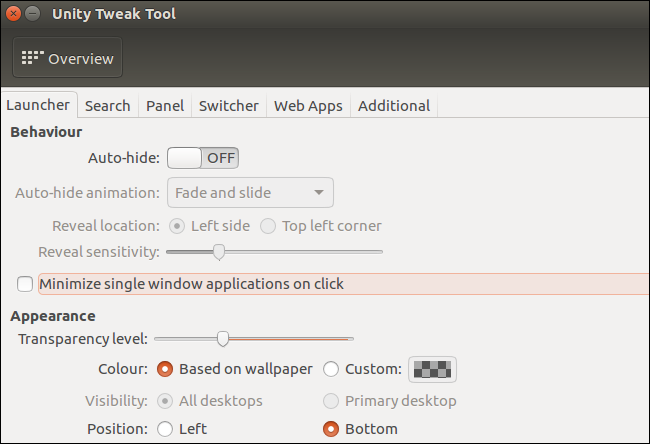 Unity Tweak Tool
Overview
Launcher Search Panel Switcher Web Apps Additional
Behaviour
Auto-hide: OFF
Auto-hide animation: Fade and slide
Reveal location: Left side Top left corner
Reveal sensitivity:
Minimize single window applications on click
Appearance
Transparency level:
Colour: Based on wallpaper Custom:
Visibility: All desktops Primary desktop
Position: Left Bottom